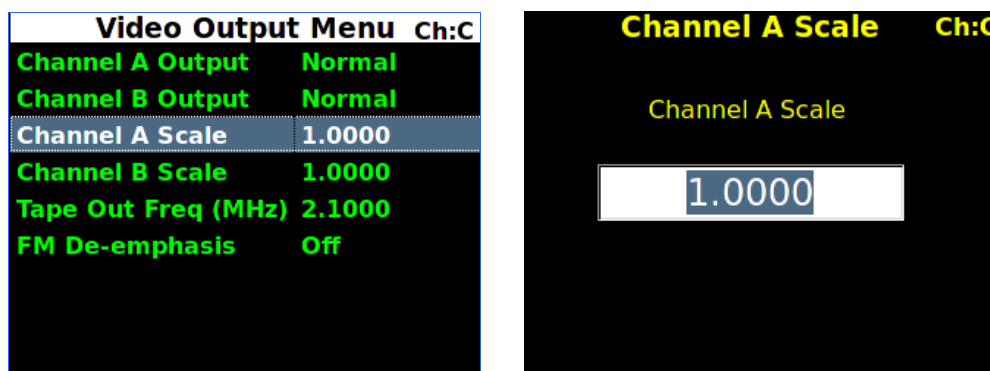 Video Output Menu Ch:C
Channel A Output Normal
Channel B Output Normal
Channel A Scale 1.0000
Channel B Scale 1.0000
Tape Out Freq (MHz) 2.1000
FM De-emphasis Off
Channel A Scale Ch:C
Channel A Scale
1.0000